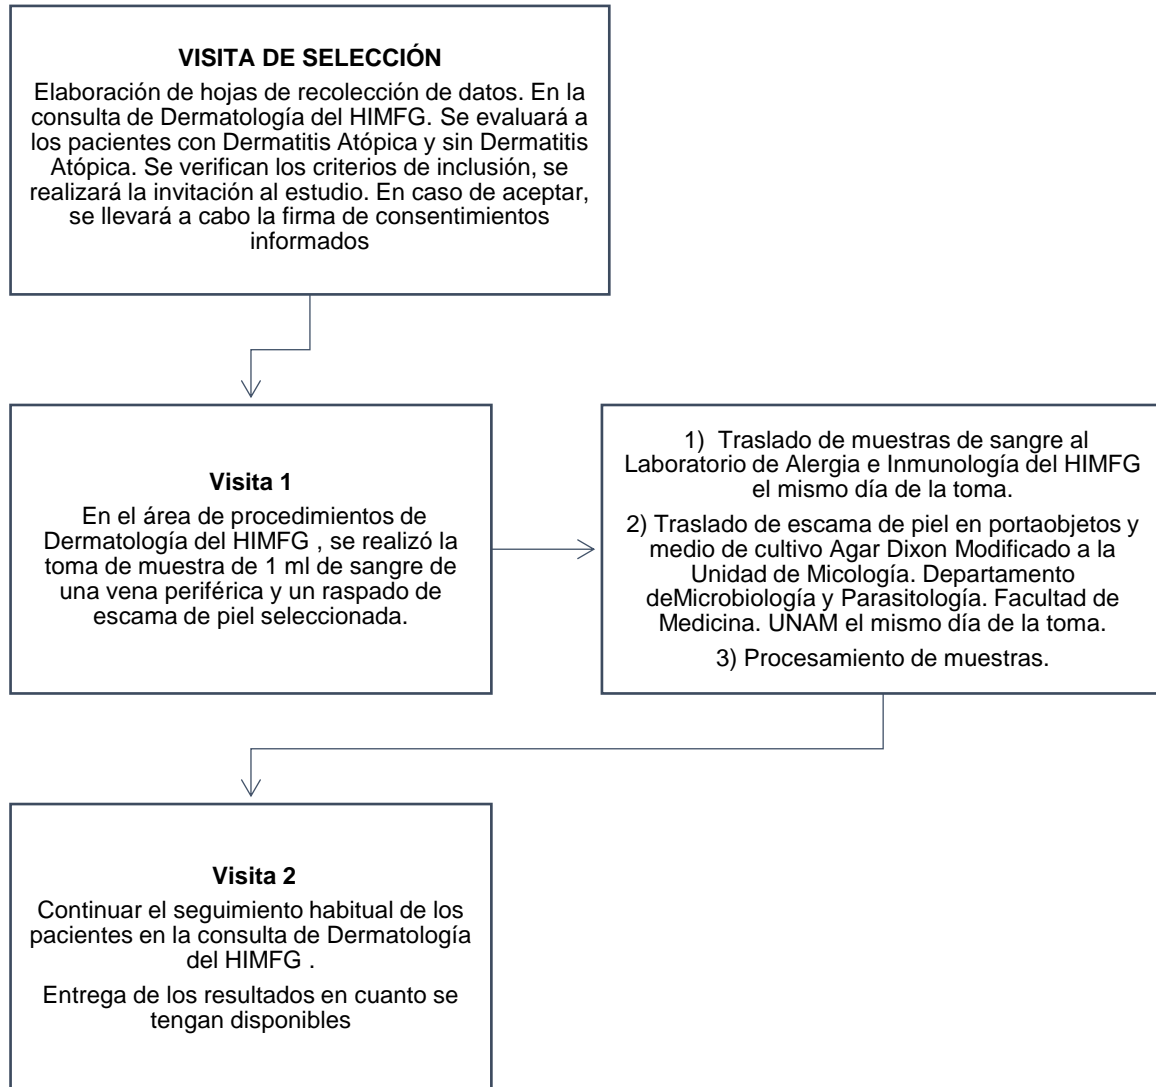 VISITA DE SELECCIÓN
Elaboración de hojas de recolección de datos. En la
consulta de Dermatología del HIMFG. Se evaluará a
los pacientes con Dermatitis Atópica y sin Dermatitis
Atópica. Se verifican los criterios de inclusión, se
realizará la invitación al estudio. En caso de aceptar,
se llevará a cabo la firma de consentimientos
informados
Visita 1
En el área de procedimientos de
Dermatología del HIMFG , se realizó la
toma de muestra de 1 ml de sangre de
una vena periférica y un raspado de
escama de piel seleccionada.
1) Traslado de muestras de sangre al
Laboratorio de Alergia e Inmunología del HIMFG
el mismo día de la toma.
2) Traslado de escama de piel en portaobjetos y
medio de cultivo Agar Dixon Modificado a la
Unidad de Micología. Departamento
deMicrobiología y Parasitología. Facultad de
Medicina. UNAM el mismo día de la toma.
3) Procesamiento de muestras.
Visita 2
Continuar el seguimiento habitual de los
pacientes en la consulta de Dermatología
del HIMFG .
Entrega de los resultados en cuanto se
tengan disponibles